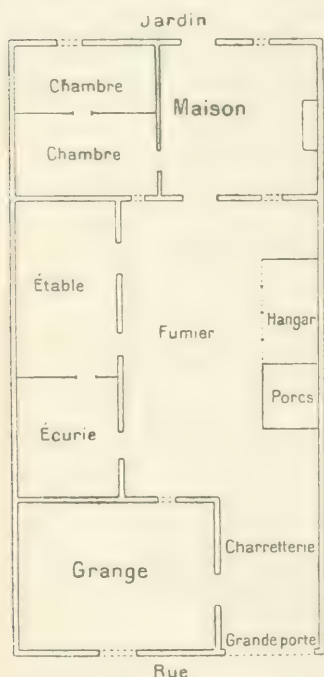 Jardin
Chambre
Maison
Chambre
Étable
Hangar
Fumier
Porcs
Écurie
Charretterie
Grange
Grande porte
Rue